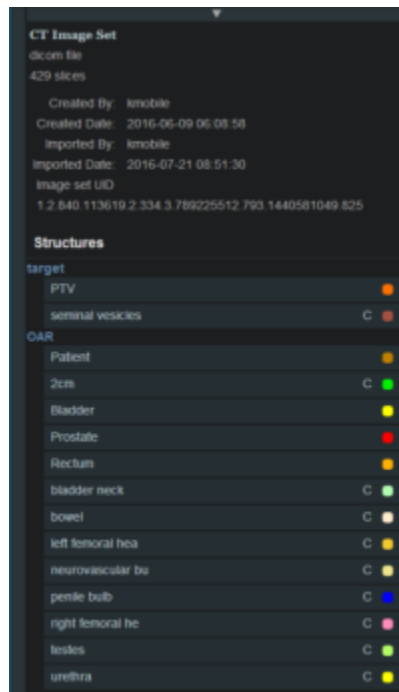 CT Image Set
dicom file
429 slices
Created By: kmobile
Created Date: 2016-06-09 06:08:58
Imported By: kmobile
Imported Date: 2016-07-21 08:51:30
Image set UID
1.2.840.113619.2.334.3.789225512.793.1440581049.825
Structures
target
PTV
seminal vesicles C
OAR
Patient
2cm C
Bladder
Prostate
Rectum
bladder neck C
bowel C
left femoral hea C
neurovascular bu C
penile bulb C
right femoral he C
testes C
urethra C